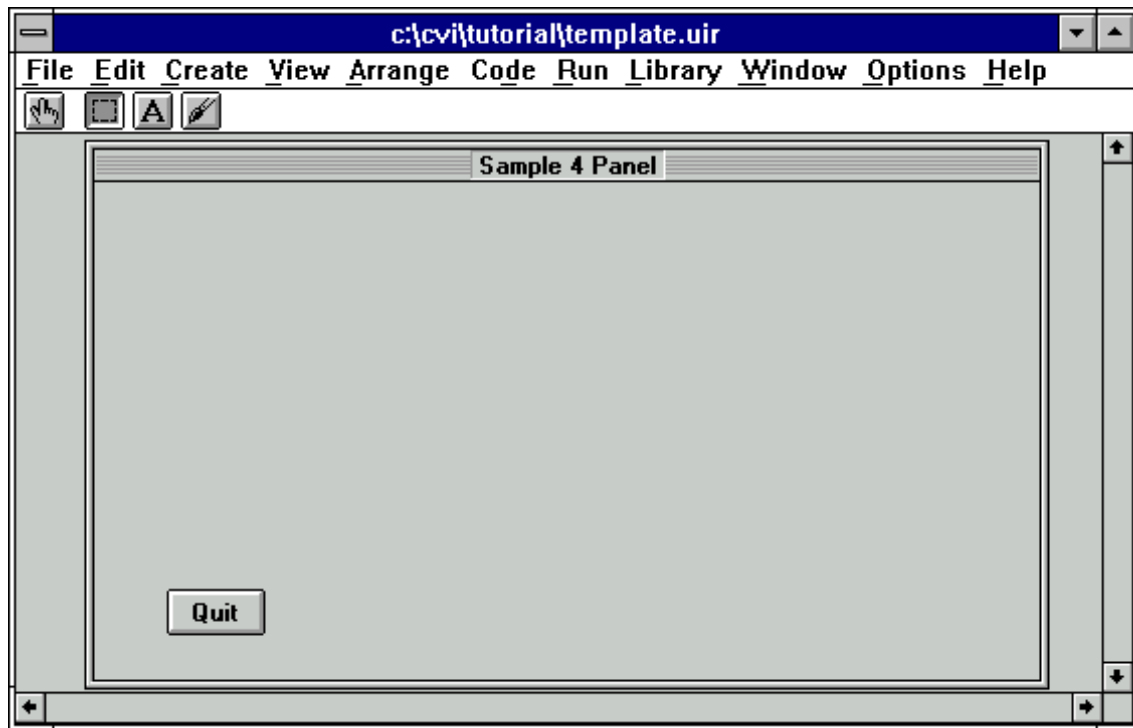 c:\cvi\tutorial\template.uir
File Edit Create View Arrange Code Run Library Window Options Help
A
Sample 4 Panel
Quit